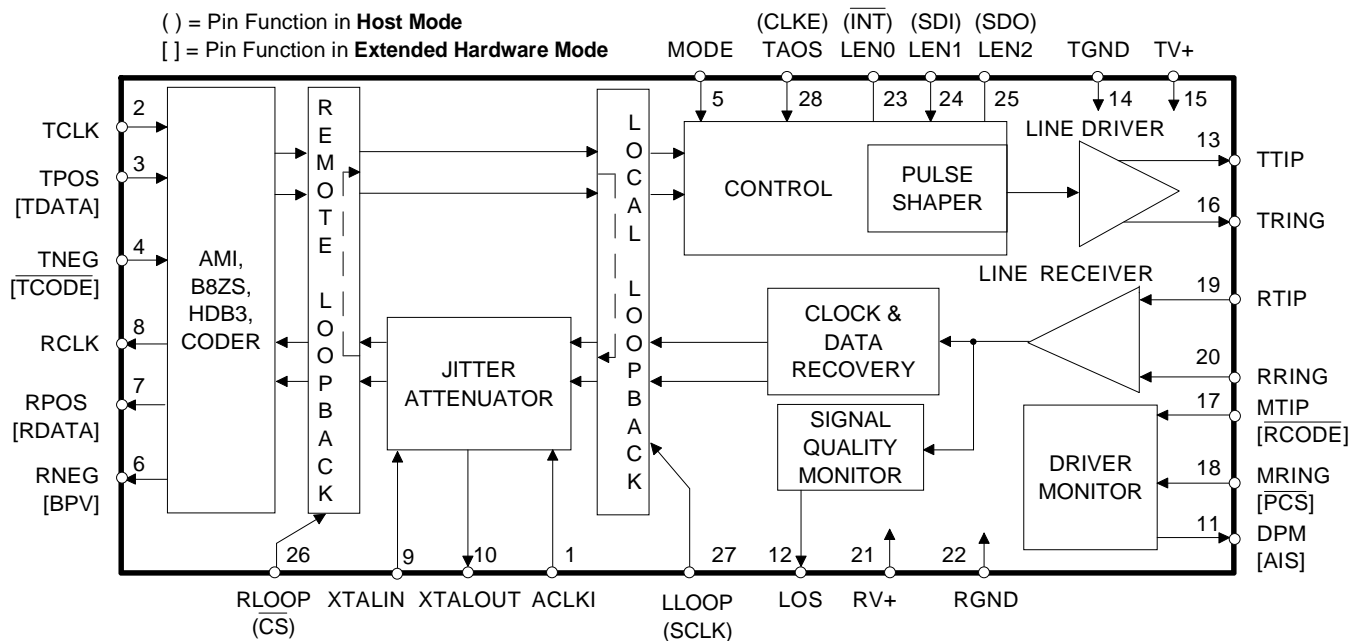 ( ) = Pin Function in Host Mode
[ ] = Pin Function in Extended Hardware Mode
(CLKE) (INT) (SDI) (SDO)
MODE TAOS LEN0 LEN1 LEN2 TGND TV+
5 28 23 24 25 14 15
2
TCLK
3
TPOS
[TDATA]
4
TNEG
[TCODE]
8
RCLK
7
RPOS
[RDATA]
6
RNEG
[BPV]
AMI,
B8ZS,
HDB3,
CODER
REMOTE LOOPBACK
JITTER
ATTENUATOR
LOCAL LOOPBACK
CONTROL
PULSE
SHAPER
LINE DRIVER
13
TTIP
16
TRING
LINE RECEIVER
19
RTIP
20
RRING
CLOCK &
DATA
RECOVERY
SIGNAL
QUALITY
MONITOR
DRIVER
MONITOR
17
MTIP
[RCODE]
18
MRING
[PCS]
11
DPM
[AIS]
26 9 10 1 27 12 21 22
RLOOP XTALIN XTALOUT ACLKI LLOOP LOS RV+ RGND
(CS) (SCLK)